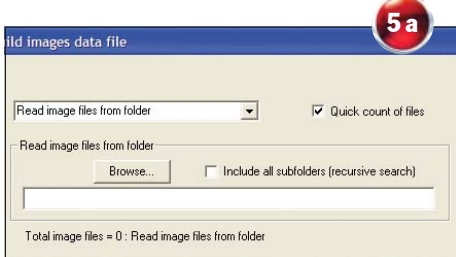 5a
ild images data file
Read image files from folder
Quick count of files
Read image files from folder
Browse...
Include all subfolders (recursive search)
Total image files = 0 : Read image files from folder